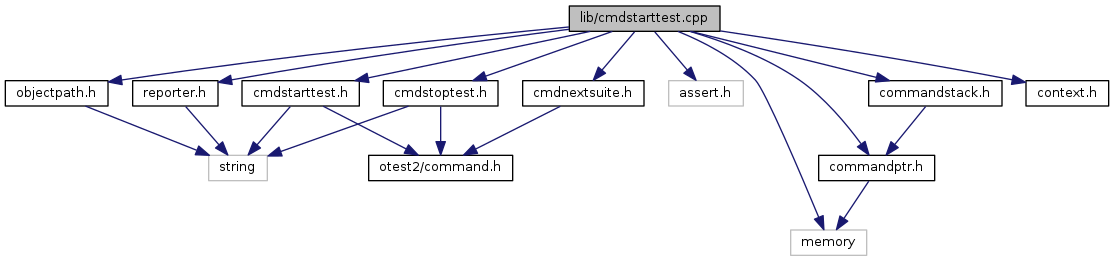 lib/cmdstarttest.cpp
objectpath.h
reporter.h
cmdstarttest.h
cmdstoptest.h
cmdnextsuite.h
assert.h
commandstack.h
context.h
string
otest2/command.h
commandptr.h
memory